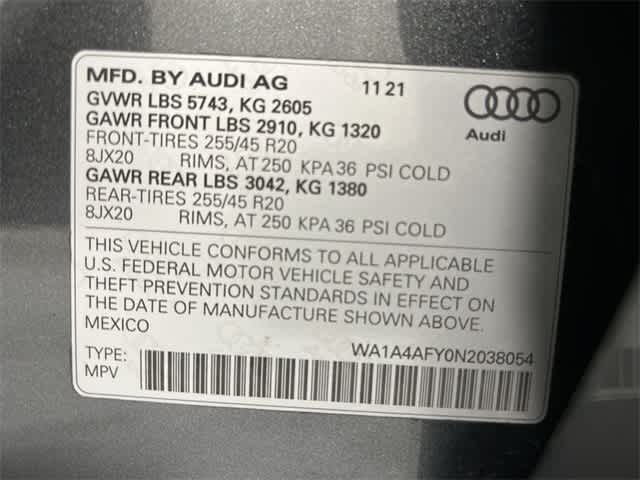 MFD. BY AUDI AG 11 21
GVWR LBS 5743, KG 2605
GAWR FRONT LBS 2910, KG 1320
FRONT-TIRES 255/45 R20
8JX20 RIMS, AT 250 KPA 36 PSI COLD
GAWR REAR LBS 3042, KG 1380
REAR-TIRES 255/45 R20
8JX20 RIMS, AT 250 KPA 36 PSI COLD
Audi
THIS VEHICLE CONFORMS TO ALL APPLICABLE
U.S. FEDERAL MOTOR VEHICLE SAFETY AND
THEFT PREVENTION STANDARDS IN EFFECT ON
THE DATE OF MANUFACTURE SHOWN ABOVE.
MEXICO
WA1A4AFY0N2038054
TYPE:
MPV